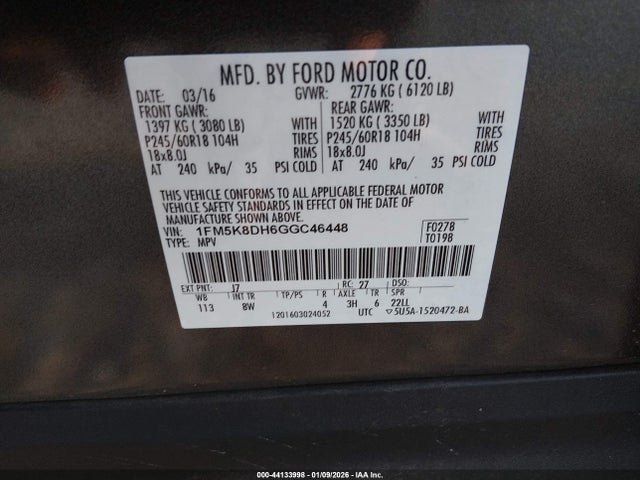 MFD. BY FORD MOTOR CO.
DATE: 03/16 GVWR: 2776 KG ( 6120 LB)
FRONT GAWR: REAR GAWR:
1397 KG ( 3080 LB) 1520 KG ( 3350 LB)
P245/60R18 104H TIRES P245/60R18 104H TIRES
18x8.0J RIMS 18x8.0J RIMS
AT 240 kPa/ 35 PSI COLD AT 240 kPa/ 35 PSI COLD
THIS VEHICLE CONFORMS TO ALL APPLICABLE FEDERAL MOTOR
VEHICLE SAFETY STANDARDS IN EFFECT ON THE DATE OF
MANUFACTURE SHOWN ABOVE.
VIN: 1FM5K8DH6GGC46448 F0278
TYPE: MPV T0198
EXT PNT: J7 RC: 27 DSO:
WB INT TR TP/PS R AXLE TR SPR
113 8W 4 3H 6 22LL
1201603024052 UTC ▽5U5A-1520472-BA
000-44133998 - 01/09/2026 - IAA Inc.